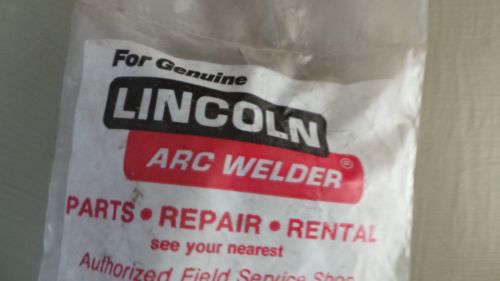 For Genuine
LINCOLN
ARC WELDER®
PARTS • REPAIR • RENTAL
see your nearest
Authorized Field Service Shop